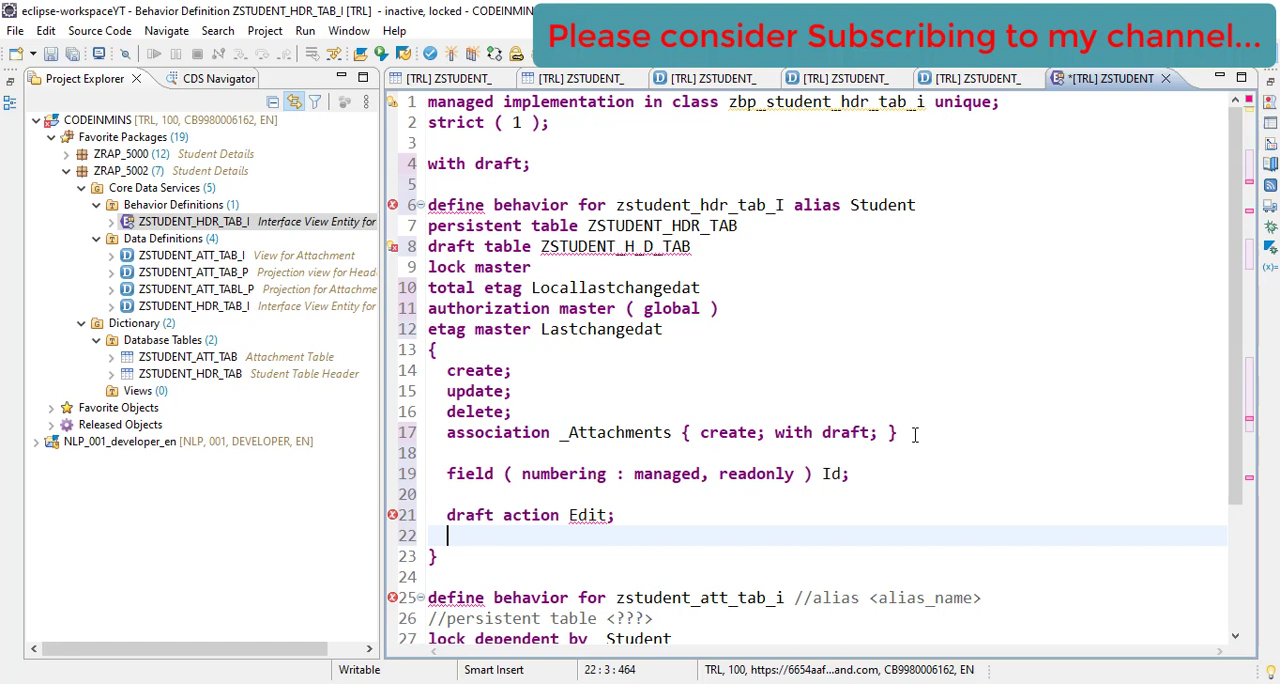 eclipse-workspaceYT - Behavior Definition ZSTUDENT_HDR_TAB_I [TRL] - inactive, locked - CODEINMINS
Please consider Subscribing to my channel...
File Edit Source Code Navigate Search Project Run Window Help
Project Explorer CDS Navigator
[TRL] ZSTUDENT_ [TRL] ZSTUDENT_ [TRL] ZSTUDENT_ [TRL] ZSTUDENT_ [TRL] ZSTUDENT_ *[TRL] ZSTUDENT
CODEINMINS [TRL, 100, CB9980006162, EN]
Favorite Packages (19)
ZRAP_5000 (12) Student Details
ZRAP_5002 (7) Student Details
Core Data Services (5)
Behavior Definitions (1)
ZSTUDENT_HDR_TAB_I Interface View Entity for
Data Definitions (4)
ZSTUDENT_ATT_TAB_I View for Attachment
ZSTUDENT_ATT_TAB_P Projection view for Head
ZSTUDENT_ATT_TABL_P Projection for Attachme
ZSTUDENT_HDR_TAB_I Interface View Entity for
Dictionary (2)
Database Tables (2)
ZSTUDENT_ATT_TAB Attachment Table
ZSTUDENT_HDR_TAB Student Table Header
Views (0)
Favorite Objects
Released Objects
NLP_001_developer_en [NLP, 001, DEVELOPER, EN]
1 managed implementation in class zbp_student_hdr_tab_i unique;
2 strict ( 1 );
3
4 with draft;
5
6 define behavior for zstudent_hdr_tab_I alias Student
7 persistent table ZSTUDENT_HDR_TAB
8 draft table ZSTUDENT_H_D_TAB
9 lock master
10 total etag Locallastchangedat
11 authorization master ( global )
12 etag master Lastchangedat
13 {
14 create;
15 update;
16 delete;
17 association _Attachments { create; with draft; }
18
19 field ( numbering : managed, readonly ) Id;
20
21 draft action Edit;
22
23 }
24
25 define behavior for zstudent_att_tab_i //alias <alias_name>
26 //persistent table <???>
27 lock dependent by _Student
Writable Smart Insert 22 : 3 : 464 TRL, 100, https://6654aaf...and.com, CB9980006162, EN